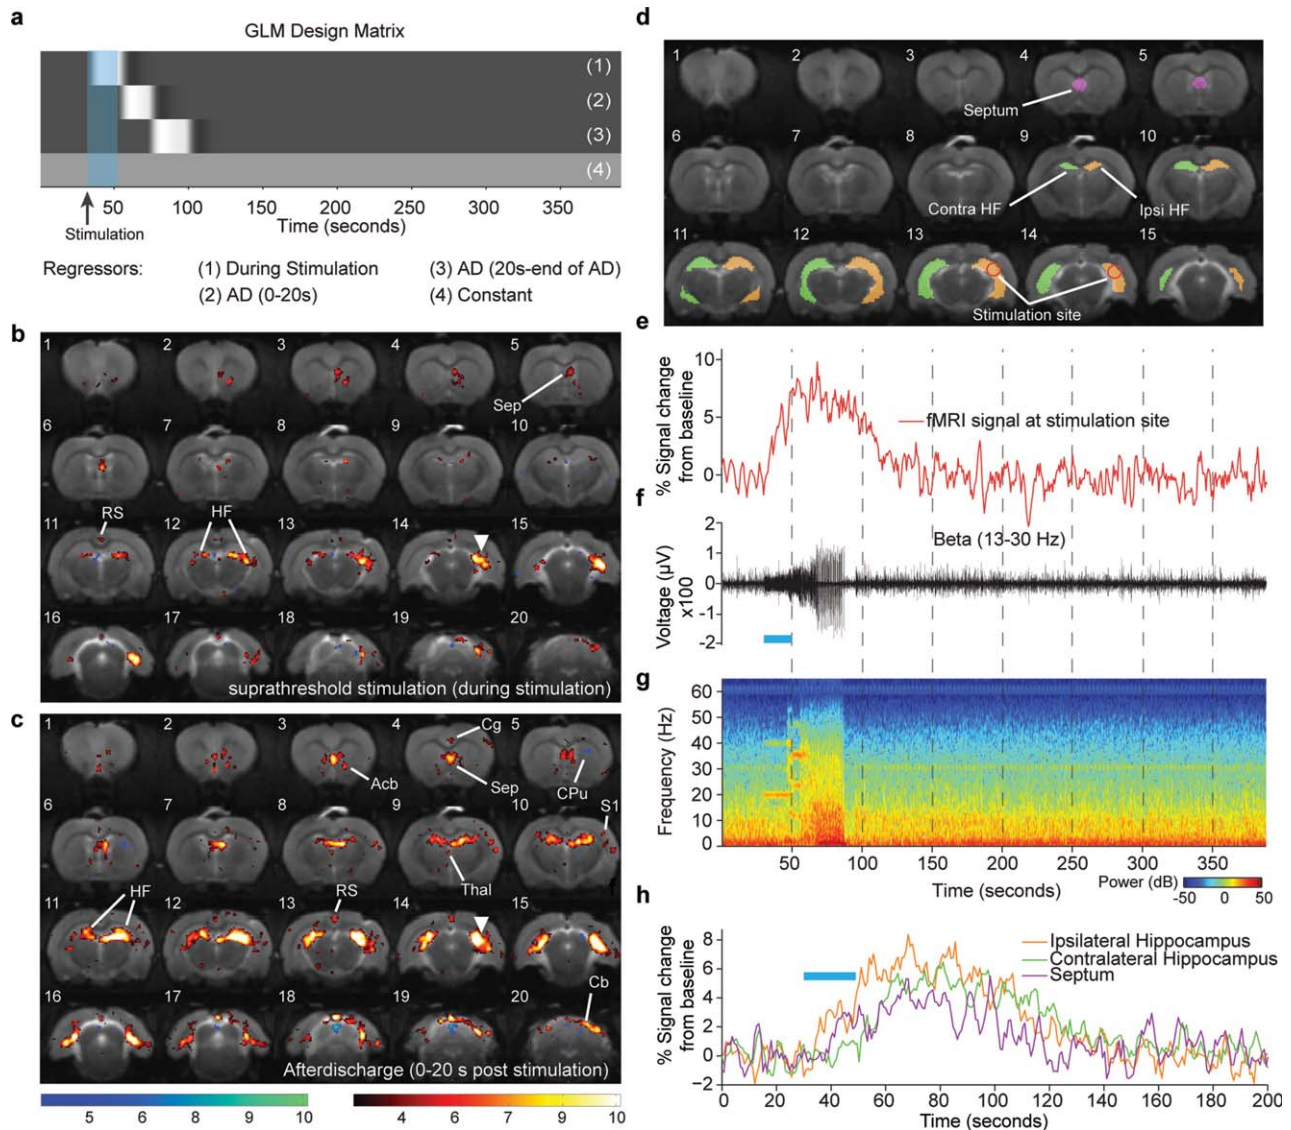 a
GLM Design Matrix
(1)
(2)
(3)
(4)
50 100 150 200 250 300 350
Time (seconds)
Stimulation
Regressors:
(1) During Stimulation
(2) AD (0-20s)
(3) AD (20s-end of AD)
(4) Constant
b
1 2 3 4 5
Sep
6 7 8 9 10
RS
HF
11 12 13 14 15
16 17 18 19 20
suprathreshold stimulation (during stimulation)
c
1 2 3 4 5
Cg
Acb
Sep
CPu
6 7 8 9 10
S1
Thal
HF
RS
11 12 13 14 15
16 17 18 19 20
Cb
Afterdischarge (0-20 s post stimulation)
5 6 7 8 9 10
4 6 7 9 10
d
1 2 3 4 5
Septum
6 7 8 9 10
Contra HF
Ipsi HF
11 12 13 14 15
Stimulation site
e
% Signal change
from baseline
10
5
0
fMRI signal at stimulation site
f
Voltage (µV)
x100
2
1
0
-1
-2
Beta (13-30 Hz)
g
Frequency (Hz)
60
50
40
30
20
10
0
50 100 150 200 250 300 350
Time (seconds)
Power (dB)
-50 0 50
h
% Signal change
from baseline
8
6
4
2
0
−2
Ipsilateral Hippocampus
Contralateral Hippocampus
Septum
0 20 40 60 80 100 120 140 160 180 200
Time (seconds)